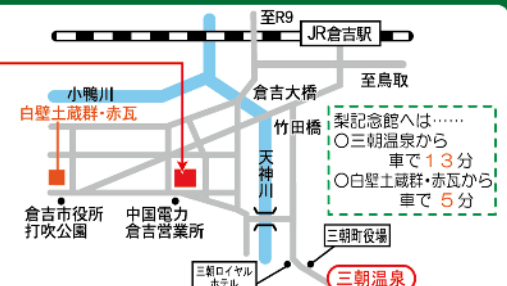 至R9
JR倉吉駅
至鳥取
小鴨川
倉吉大橋
白壁土蔵群・赤瓦
竹田橋
天神川
梨記念館へは……
○三朝温泉から
車で13分
○白壁土蔵群・赤瓦から
車で 5分
倉吉市役所
打吹公園
中国電力
倉吉営業所
三朝町役場
三朝ロイヤル
ホテル
三朝温泉